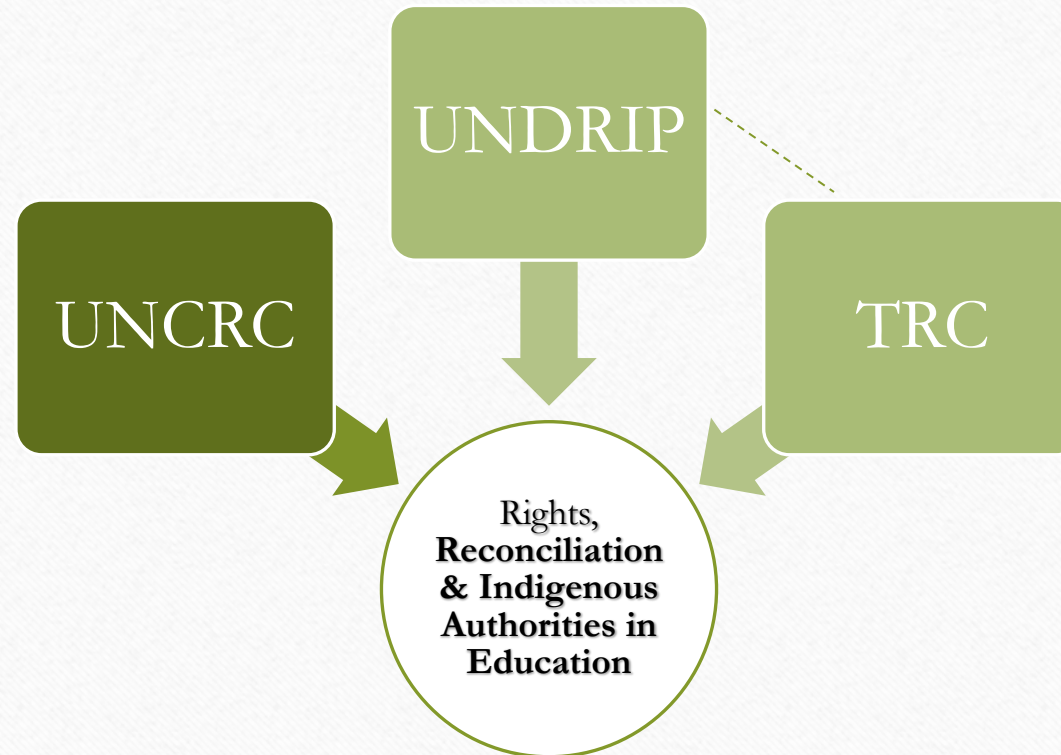 UNDRIP
UNCRC
TRC
Rights,
Reconciliation
& Indigenous
Authorities in
Education